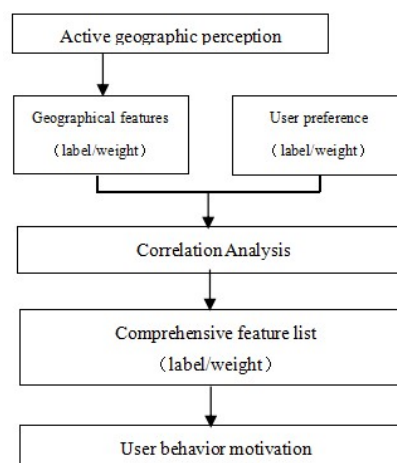 Active geographic perception
Geographical features
（label/weight）
User preference
（label/weight）
Correlation Analysis
Comprehensive feature list
（label/weight）
User behavior motivation